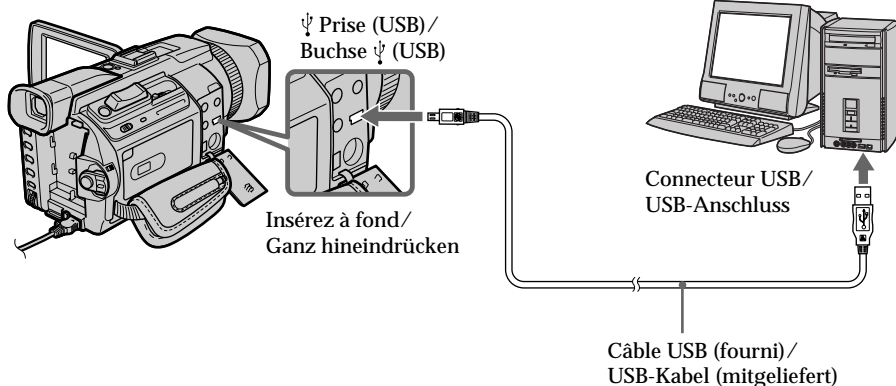 Prise (USB)/
Buchse (USB)
Insérez à fond/
Ganz hineindrücken
Connecteur USB/
USB-Anschluss
Câble USB (fourni)/
USB-Kabel (mitgeliefert)